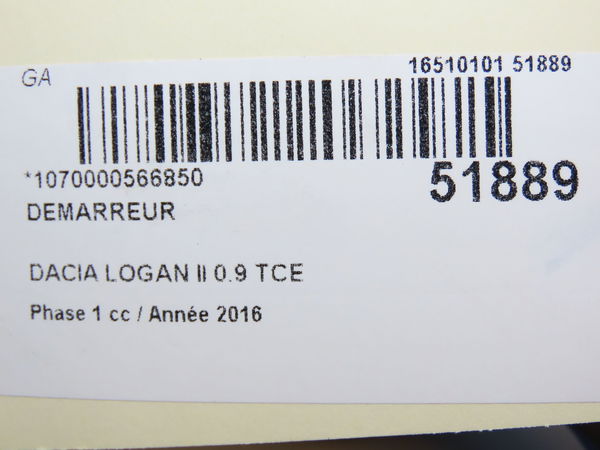 GA
16510101 51889
*1070000566850
51889
DEMARREUR
DACIA LOGAN II 0.9 TCE
Phase 1 cc / Année 2016